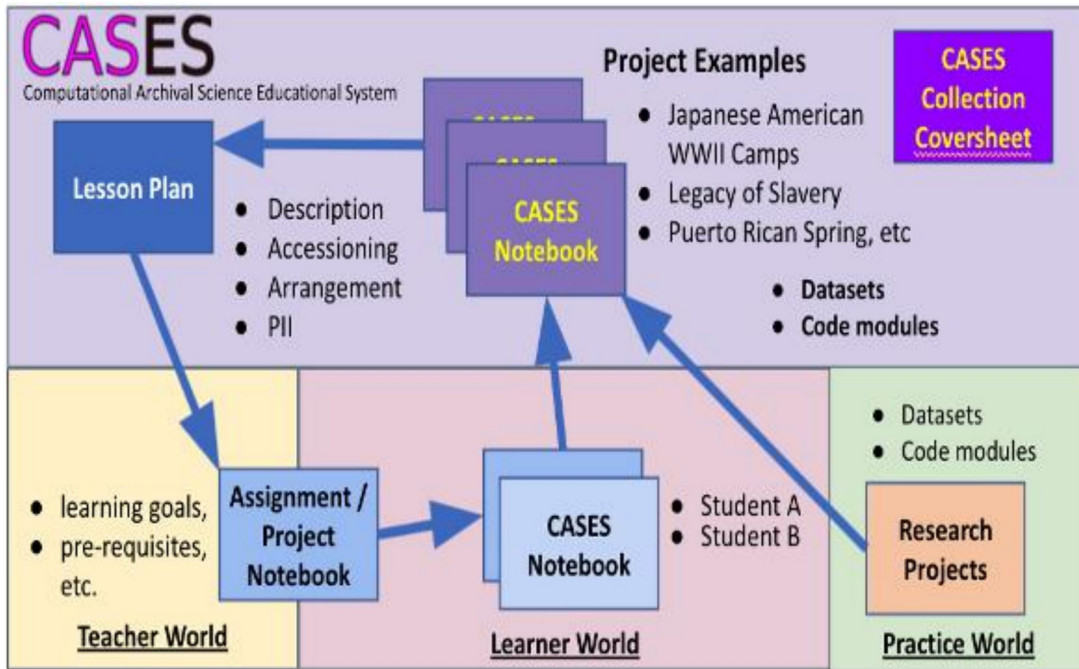 CASES
Computational Archival Science Educational System
Lesson Plan
• Description
• Accessioning
• Arrangement
• PII
CASES
CASES
CASES
Notebook
Project Examples
• Japanese American
WWII Camps
• Legacy of Slavery
• Puerto Rican Spring, etc
• Datasets
• Code modules
CASES
Collection
Coversheet
• learning goals,
• pre-requisites,
etc.
Teacher World
Assignment /
Project
Notebook
CASES
Notebook
• Student A
• Student B
Learner World
• Datasets
• Code modules
Research
Projects
Practice World